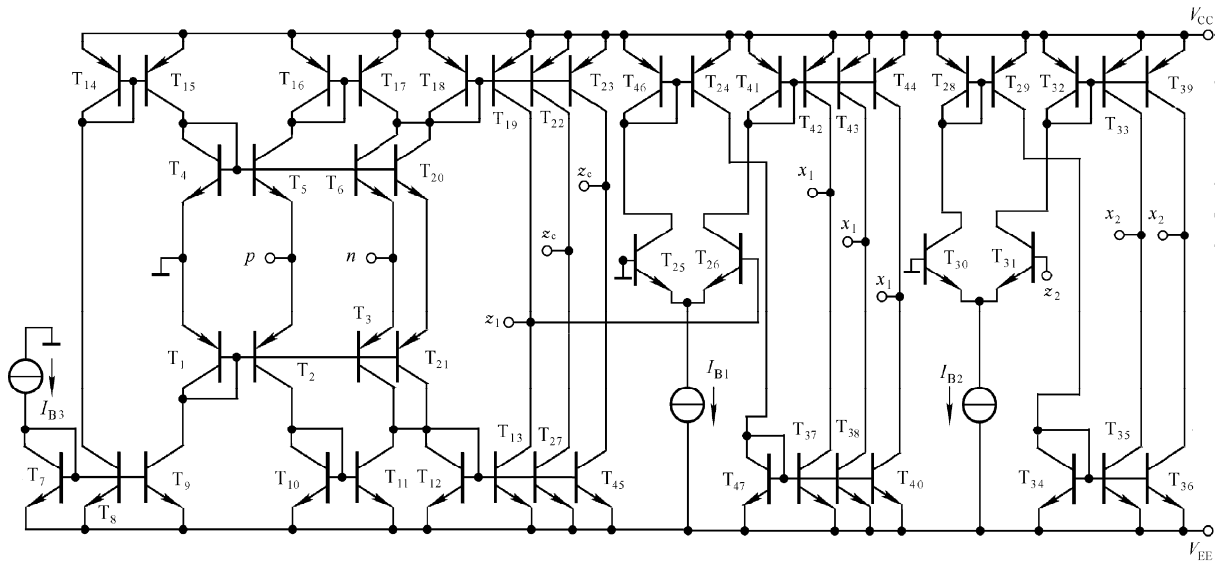 V_CC
T_14
T_15
T_16
T_17
T_18
T_19
T_22
T_23
T_46
T_24
T_41
T_42
T_43
T_44
T_28
T_29
T_32
T_33
T_39
T_4
T_5
T_6
T_20
z_c
x_1
x_1
x_2
x_2
p
n
z_c
T_25
T_26
T_30
T_31
z_2
x_1
z_1
T_1
T_2
T_3
T_21
I_B3
I_B1
I_B2
T_7
T_8
T_9
T_10
T_11
T_12
T_13
T_27
T_45
T_47
T_37
T_38
T_40
T_34
T_35
T_36
V_EE